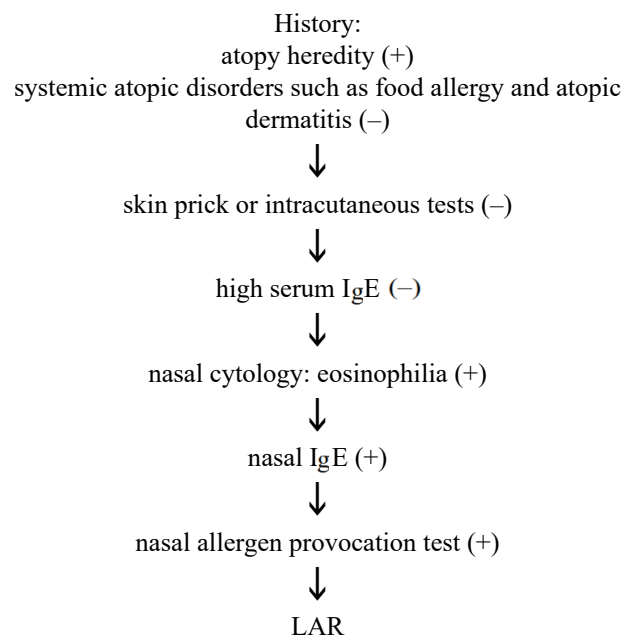 History:
atopy heredity (+)
systemic atopic disorders such as food allergy and atopic
dermatitis (–)
skin prick or intracutaneous tests (–)
high serum IgE (–)
nasal cytology: eosinophilia (+)
nasal IgE (+)
nasal allergen provocation test (+)
LAR